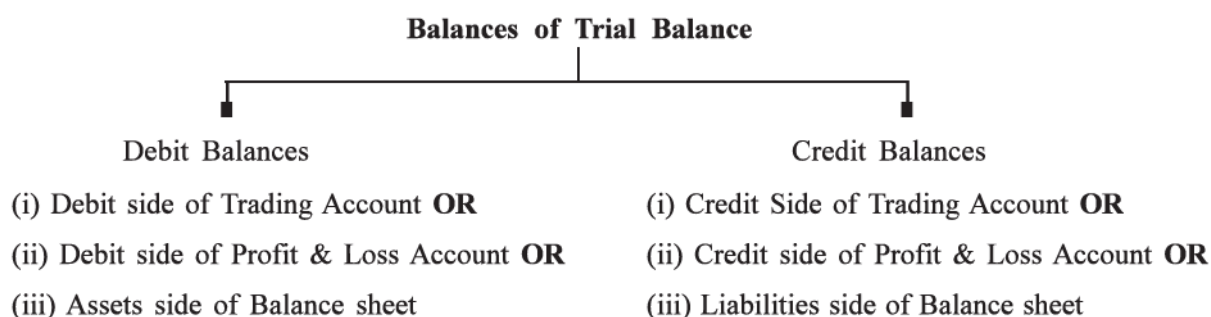 Balances of Trial Balance
Debit Balances
(i) Debit side of Trading Account OR
(ii) Debit side of Profit & Loss Account OR
(iii) Assets side of Balance sheet
Credit Balances
(i) Credit Side of Trading Account OR
(ii) Credit side of Profit & Loss Account OR
(iii) Liabilities side of Balance sheet